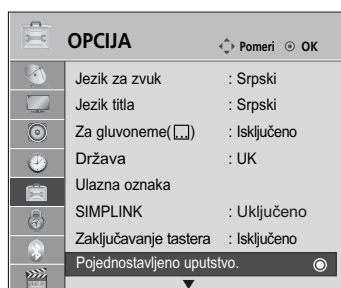 OPCIJA
Pomeri OK
Jezik za zvuk : Srpski
Jezik titla : Srpski
Za gluvoneme( ) : Isključeno
Država : UK
Ulazna oznaka
SIMPLINK : Uključeno
Zaključavanje tastera : Isključeno
Pojednostavljeno uputstvo.